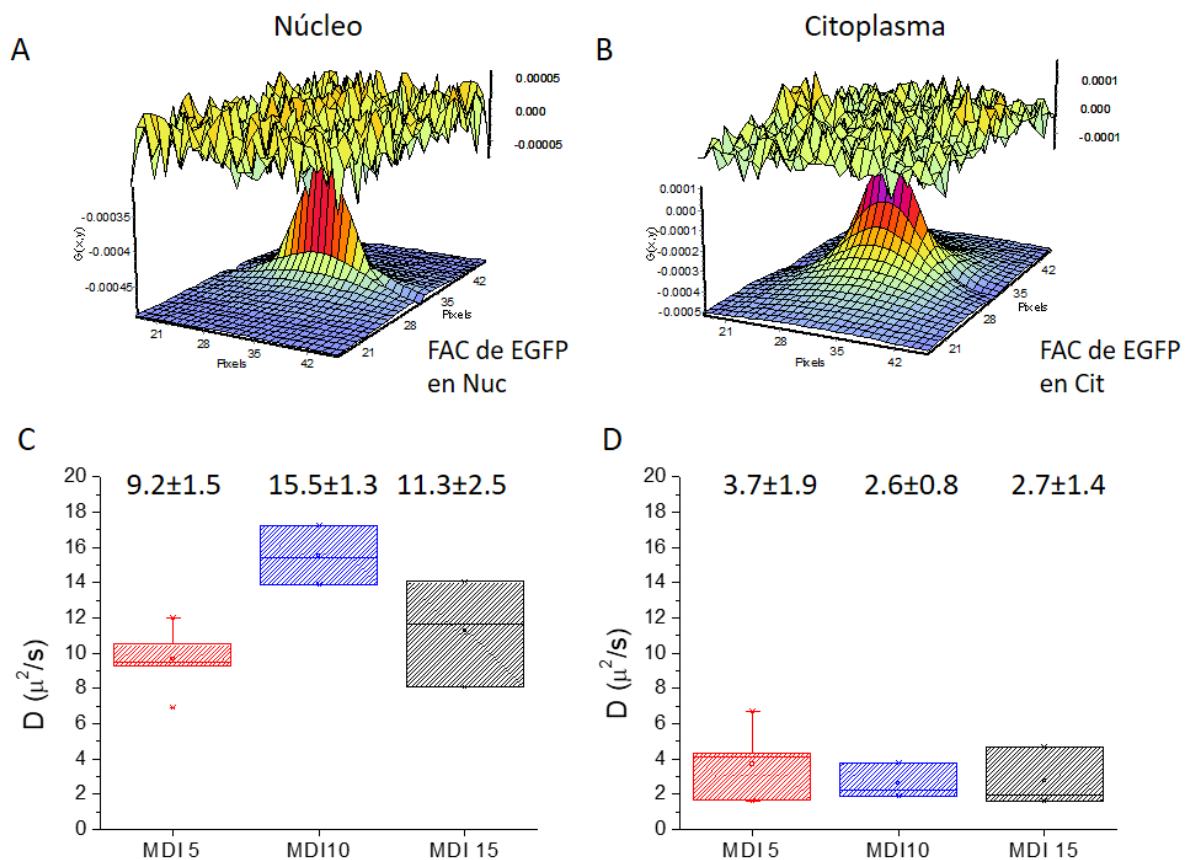 Núcleo
Citoplasma
A
B
0.00005
0.000
-0.00005
0.0001
0.000
-0.0001
-0.00035
-0.0004
-0.00045
G(x,y)
21
28
35
42
Pixels
21
28
35
42
Pixels
FAC de EGFP
en Nuc
0.0001
0.000
-0.0001
-0.0002
-0.0003
-0.0004
-0.0005
G(x,y)
21
28
35
42
Pixels
21
28
35
42
Pixels
FAC de EGFP
en Cit
C
9.2±1.5 15.5±1.3 11.3±2.5
20
18
16
14
12
10
8
6
4
2
0
D (μ²/s)
MDI 5 MDI10 MDI 15
D
3.7±1.9 2.6±0.8 2.7±1.4
20
18
16
14
12
10
8
6
4
2
0
D (μ²/s)
MDI 5 MDI10 MDI 15